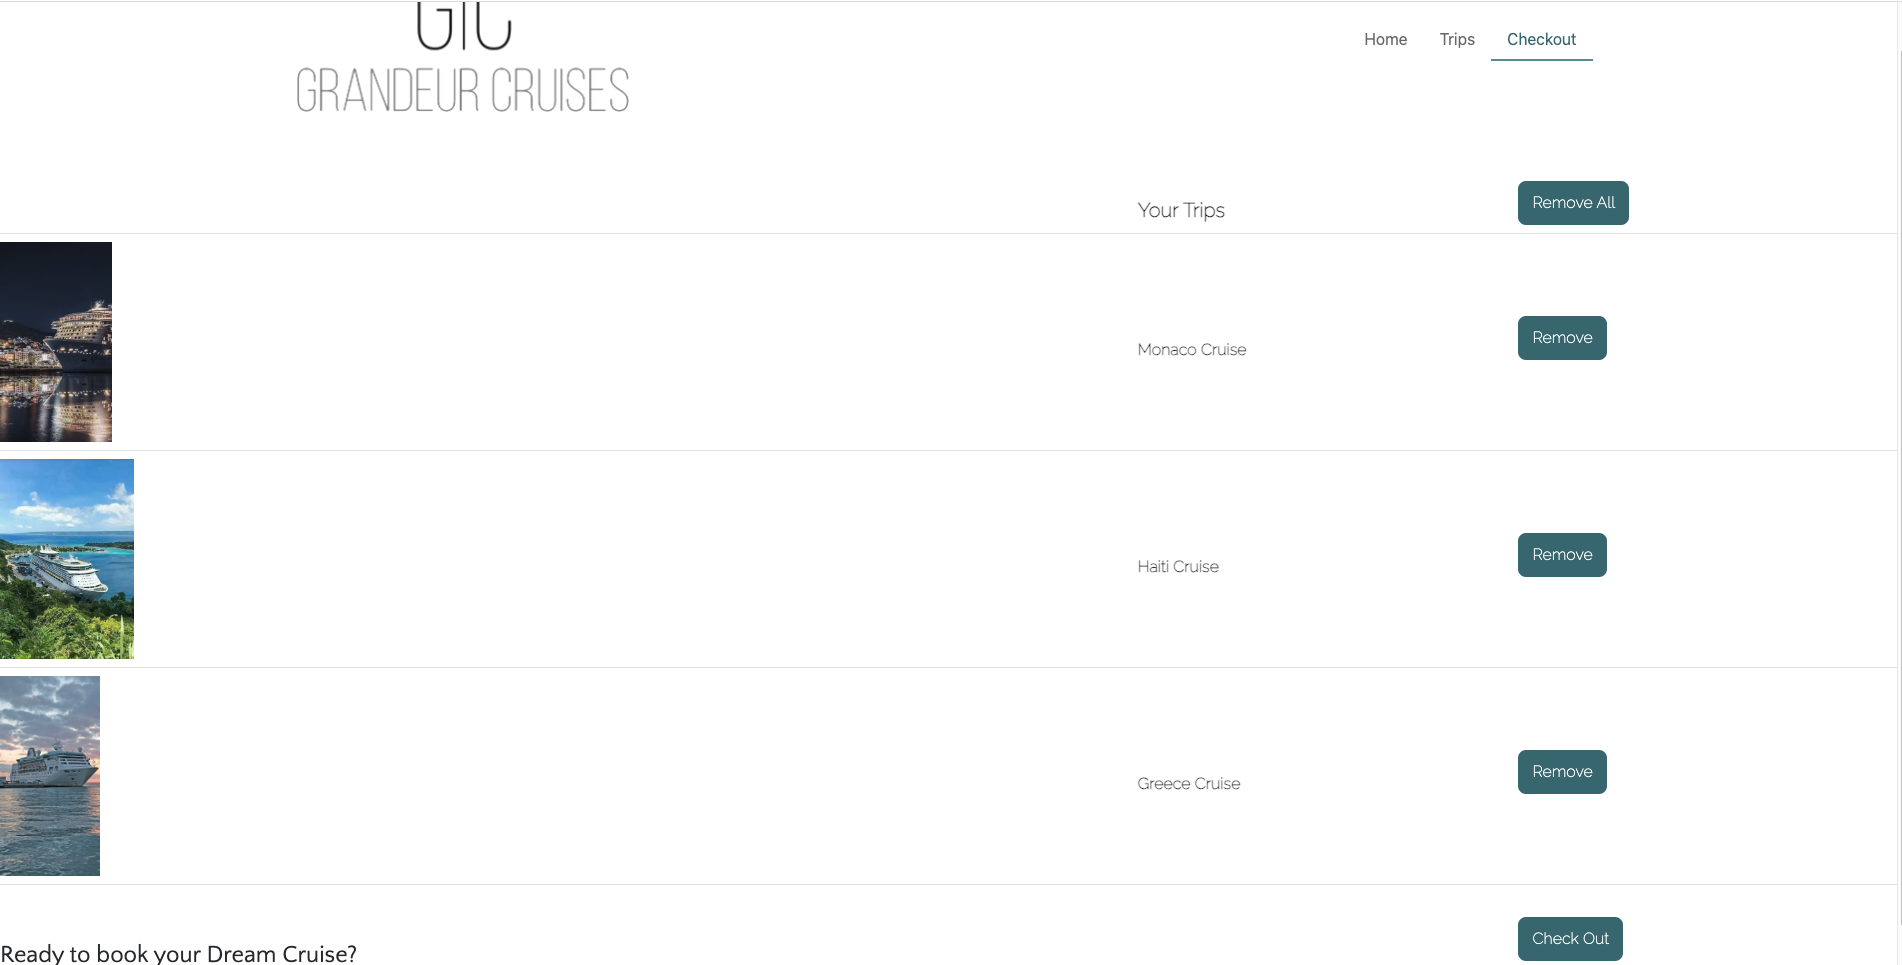 GRANDEUR CRUISES
Home Trips Checkout
Your Trips Remove All
Monaco Cruise Remove
Haiti Cruise Remove
Greece Cruise Remove
Ready to book your Dream Cruise? Check Out